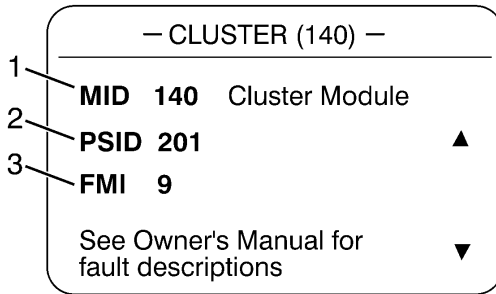 – CLUSTER (140) –
1
MID 140 Cluster Module
2
PSID 201 ▲
3
FMI 9
See Owner's Manual for
fault descriptions ▼